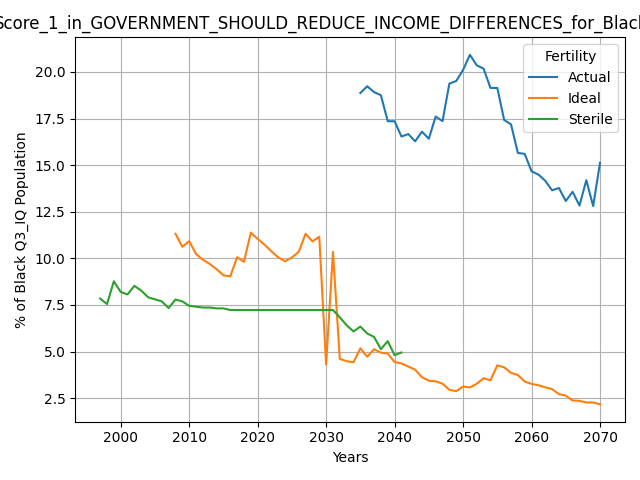 Score_1_in_GOVERNMENT_SHOULD_REDUCE_INCOME_DIFFERENCES_for_Black
Fertility
Actual
Ideal
Sterile
% of Black Q3_IQ Population
20.0
17.5
15.0
12.5
10.0
7.5
5.0
2.5
2000 2010 2020 2030 2040 2050 2060 2070
Years